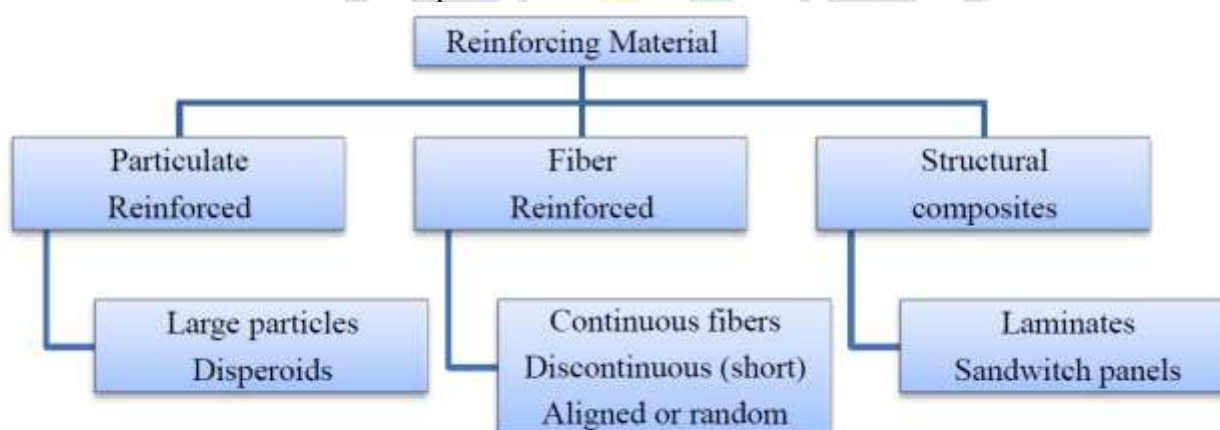 Reinforcing Material
Particulate
Reinforced
Fiber
Reinforced
Structural
composites
Large particles
Disperoids
Continuous fibers
Discontinuous (short)
Aligned or random
Laminates
Sandwitch panels